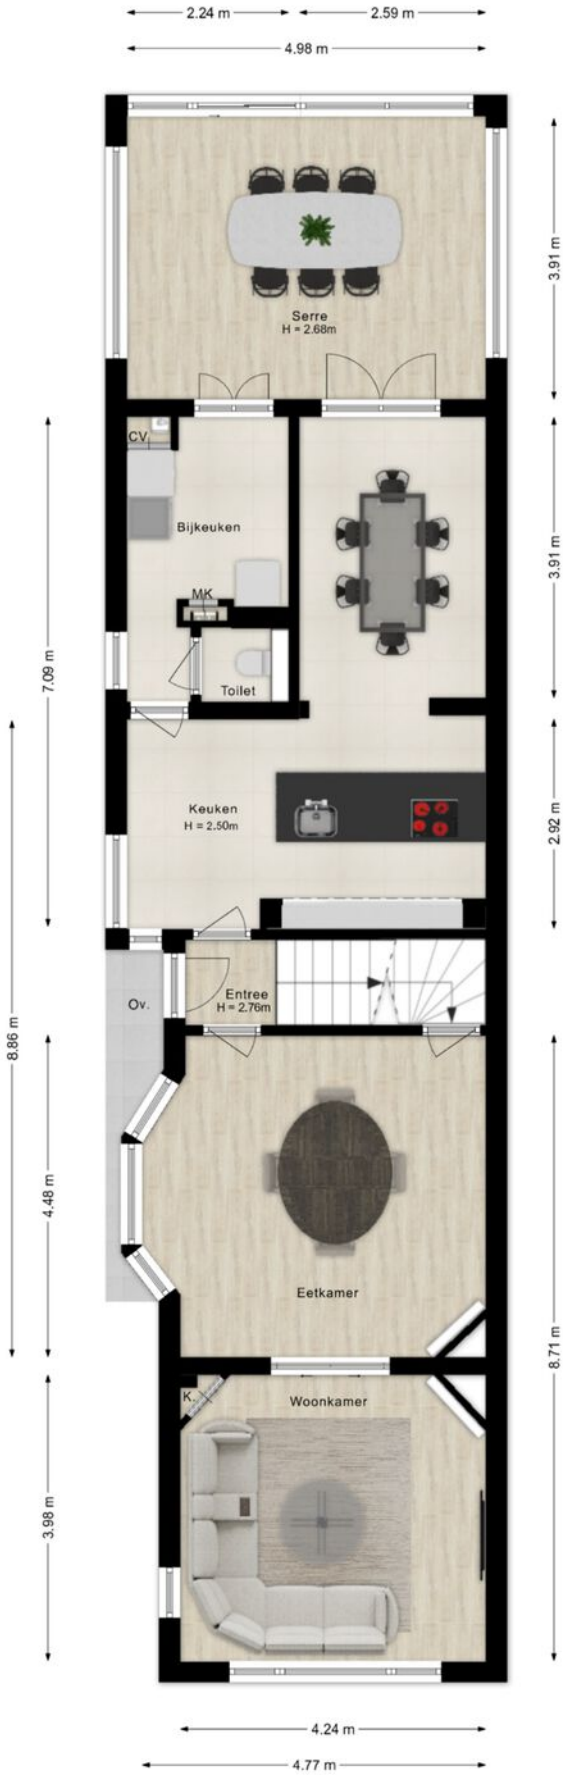 2.24 m
2.59 m
4.98 m
3.91 m
Serre
H = 2.68m
CV
Bijkeuken
3.91 m
MK
7.09 m
Toilet
Keuken
H = 2.50m
2.92 m
Ov.
Entree
H = 2.76m
8.86 m
4.48 m
Eetkamer
8.71 m
K.
Woonkamer
3.98 m
4.24 m
4.77 m